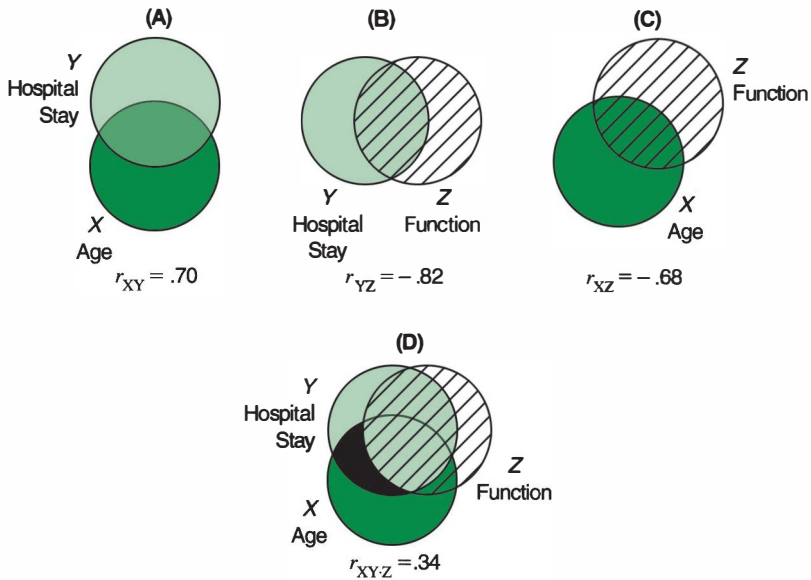 (A)
Y
Hospital
Stay
X
Age
r_XY = .70
(B)
Y
Hospital
Stay
Z
Function
r_YZ = − .82
(C)
Z
Function
X
Age
r_XZ = − .68
(D)
Y
Hospital
Stay
Z
Function
X
Age
r_XY·Z = .34